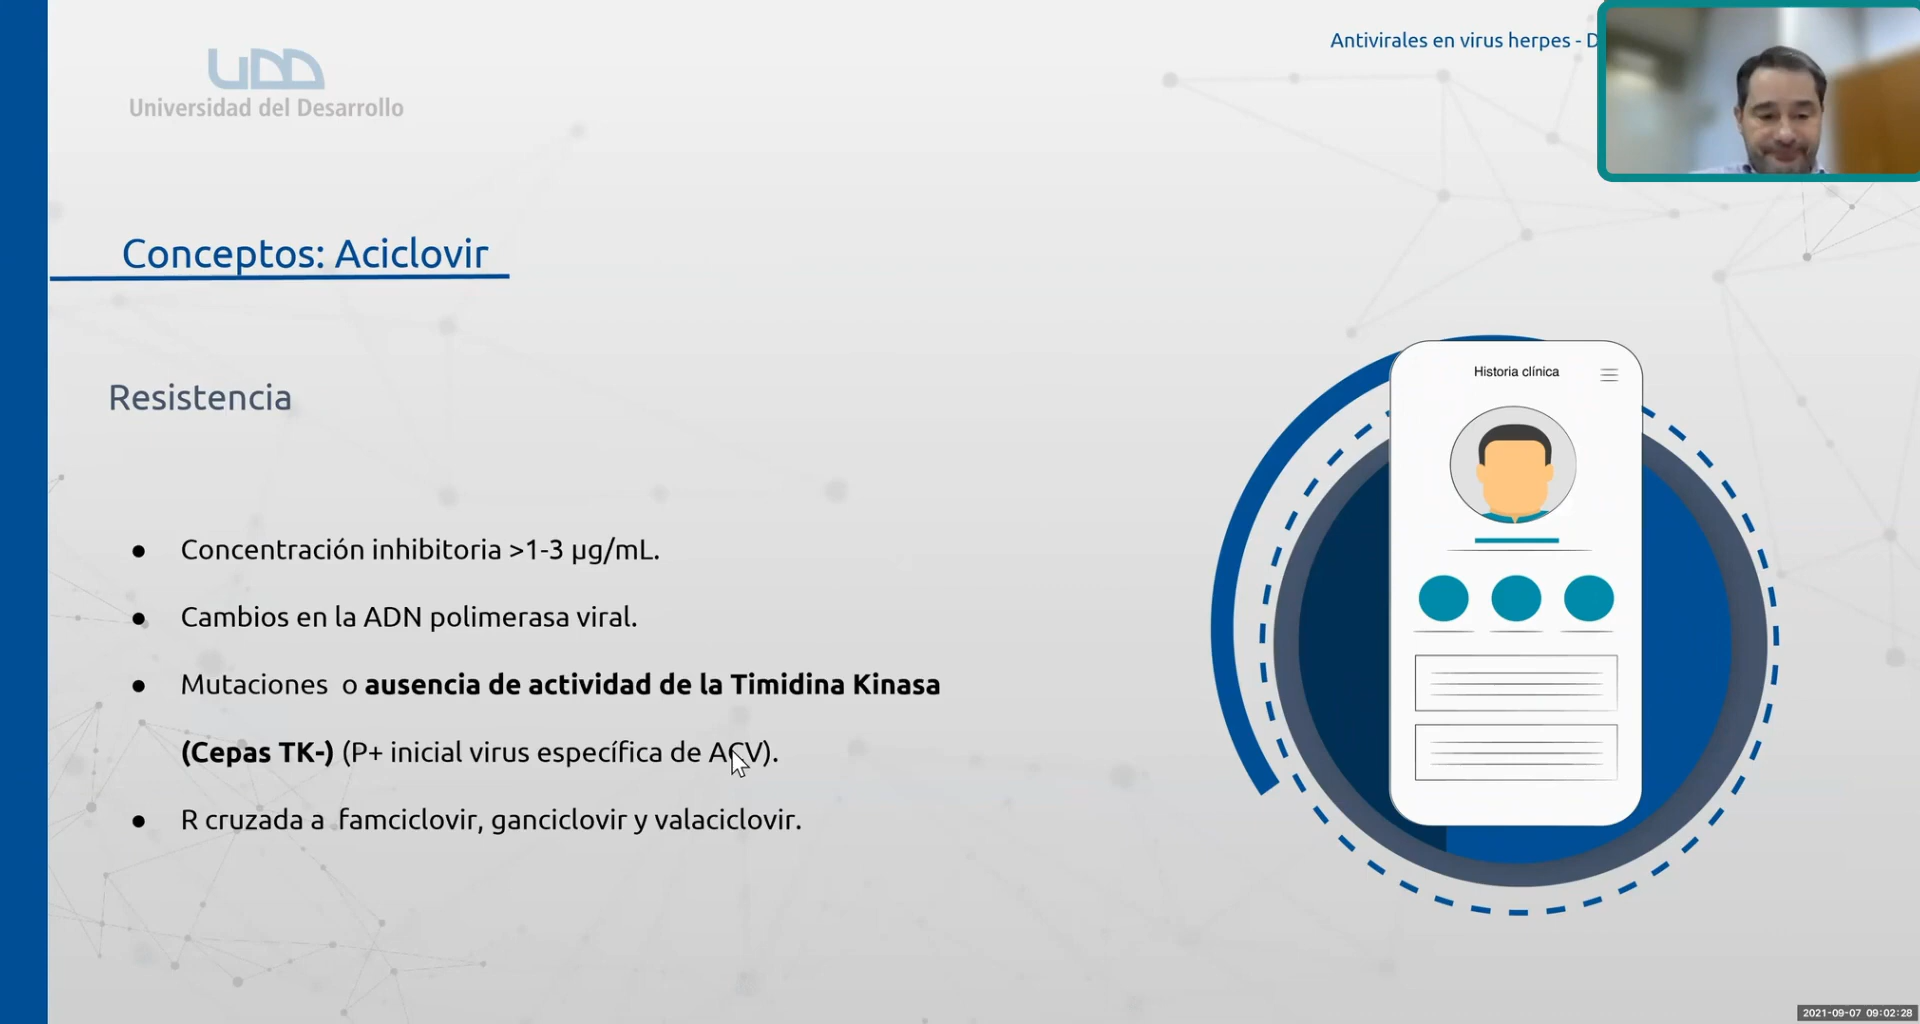 UDD
Universidad del Desarrollo
Antivirales en virus herpes - D
Conceptos: Aciclovir
Resistencia
● Concentración inhibitoria >1-3 µg/mL.
● Cambios en la ADN polimerasa viral.
● Mutaciones o ausencia de actividad de la Timidina Kinasa
(Cepas TK-) (P+ inicial virus específica de ACV).
● R cruzada a famciclovir, ganciclovir y valaciclovir.
Historia clínica
2021-09-07 09:02:28